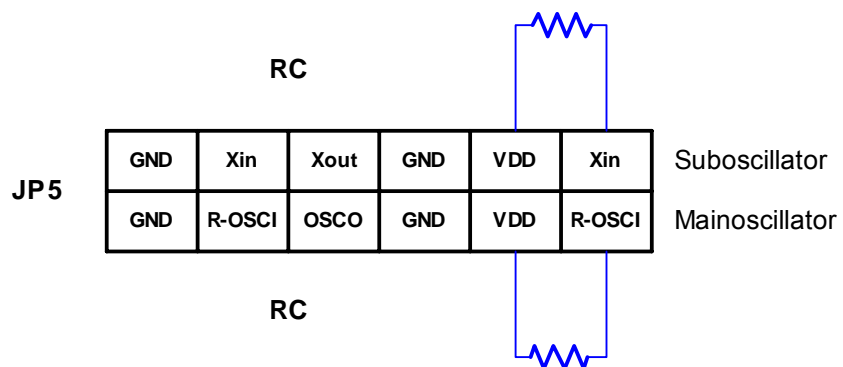 RC
GND Xin Xout GND VDD Xin Suboscillator
JP5
GND R-OSCI OSCO GND VDD R-OSCI Mainoscillator
RC